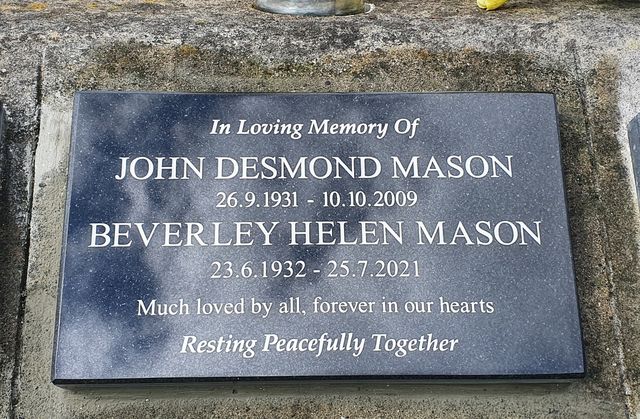 In Loving Memory Of
JOHN DESMOND MASON
26.9.1931 - 10.10.2009
BEVERLEY HELEN MASON
23.6.1932 - 25.7.2021
Much loved by all, forever in our hearts
Resting Peacefully Together